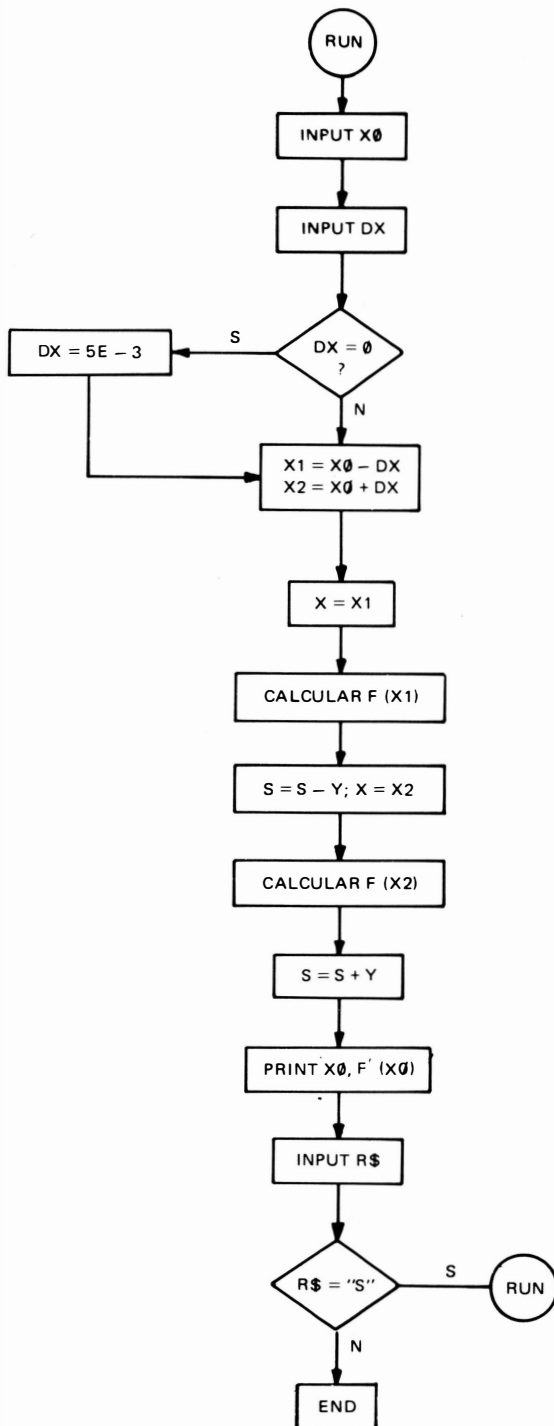 RUN
INPUT XØ
INPUT DX
DX = Ø
?
S
DX = 5E – 3
N
X1 = XØ – DX
X2 = XØ + DX
X = X1
CALCULAR F (X1)
S = S – Y; X = X2
CALCULAR F (X2)
S = S + Y
PRINT XØ, F' (XØ)
INPUT R$
R$ = "S"
S
RUN
N
END